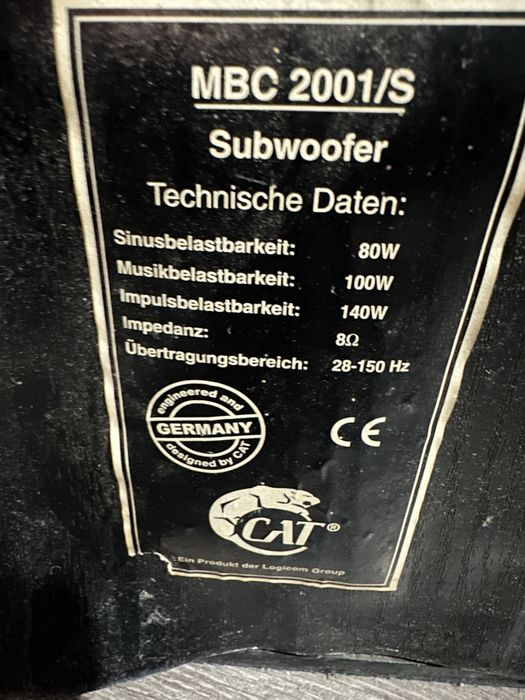 MBC 2001/S
Subwoofer
Technische Daten:
Sinusbelastbarkeit: 80W
Musikbelastbarkeit: 100W
Impulsbelastbarkeit: 140W
Impedanz: 8Ω
Übertragungsbereich: 28-150 Hz
engineered and
GERMANY
designed by CAT
CE
CAT®
Ein Produkt der Logicom Group